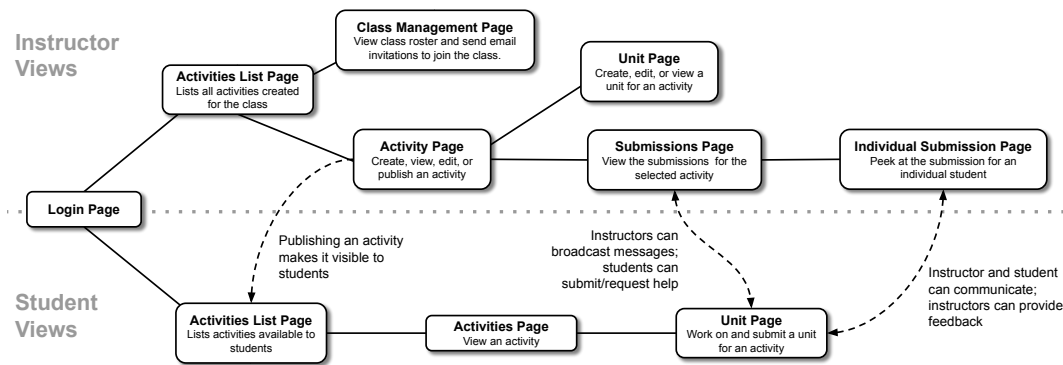 Instructor
Views
Class Management Page
View class roster and send email
invitations to join the class.
Activities List Page
Lists all activities created
for the class
Unit Page
Create, edit, or view a
unit for an activity
Activity Page
Create, view, edit, or
publish an activity
Submissions Page
View the submissions for the
selected activity
Individual Submission Page
Peek at the submission for an
individual student
Login Page
Publishing an activity
makes it visible to
students
Instructors can
broadcast messages;
students can
submit/request help
Instructor and student
can communicate;
instructors can provide
feedback
Student
Views
Activities List Page
Lists activities available to
students
Activities Page
View an activity
Unit Page
Work on and submit a unit
for an activity